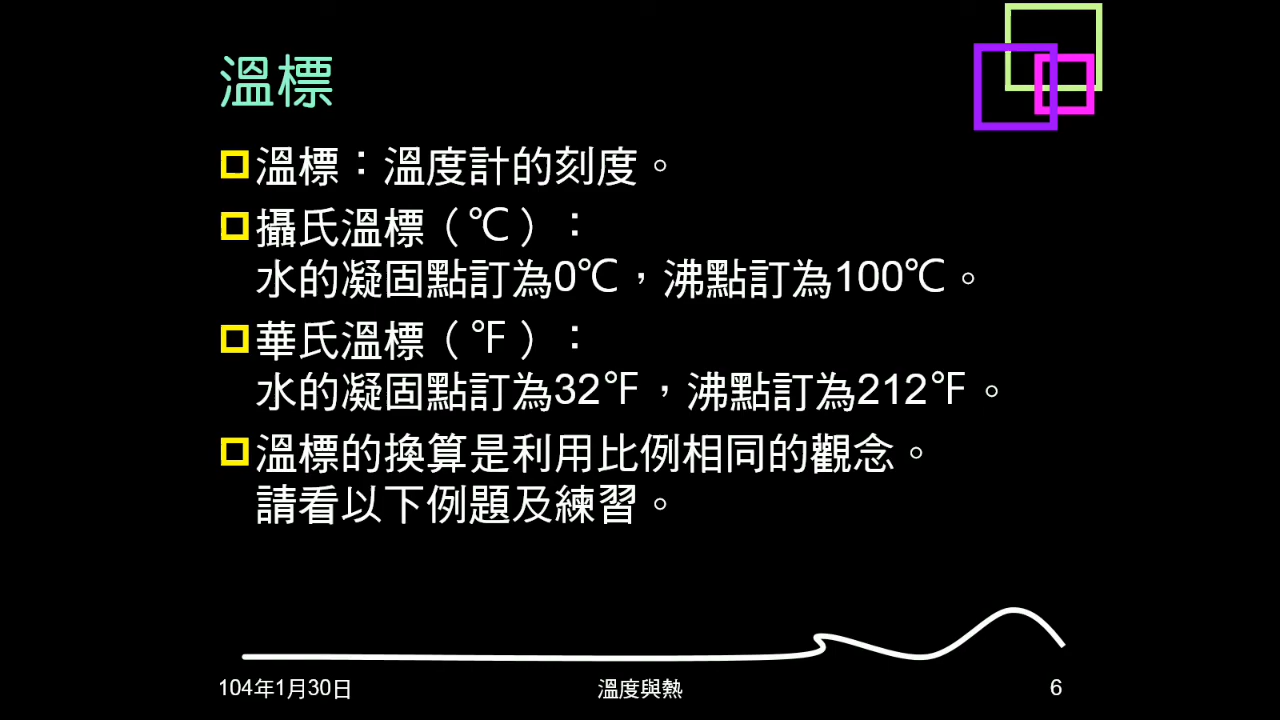 溫標
溫標：溫度計的刻度。
攝氏溫標（℃）：
水的凝固點訂為0℃，沸點訂為100℃。
華氏溫標（℉）：
水的凝固點訂為32℉，沸點訂為212℉。
溫標的換算是利用比例相同的觀念。
請看以下例題及練習。
104年1月30日
溫度與熱
6